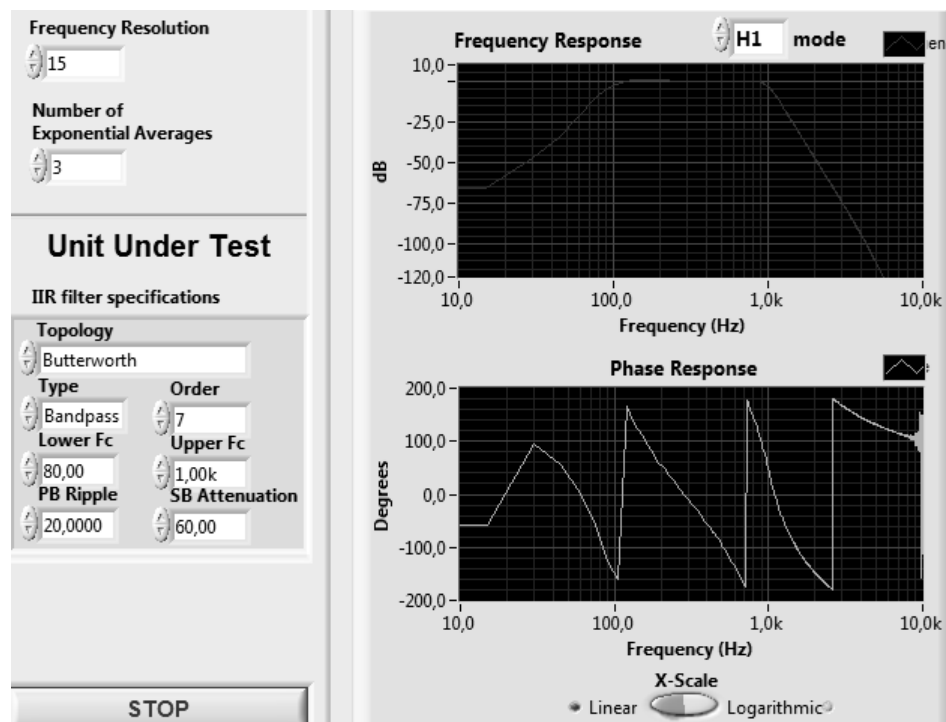 Frequency Resolution
15
Number of
Exponential Averages
3
Unit Under Test
IIR filter specifications
Topology
Butterworth
Type Order
Bandpass 7
Lower Fc Upper Fc
80,00 1,00k
PB Ripple SB Attenuation
20,0000 60,00
STOP
Frequency Response H1 mode
10,0
-25,0
-50,0
-75,0
-100,0
-120,0
dB
10,0 100,0 1,0k 10,0k
Frequency (Hz)
Phase Response
200,0
100,0
0,0
-100,0
-200,0
Degrees
10,0 100,0 1,0k 10,0k
Frequency (Hz)
X-Scale
Linear Logarithmic